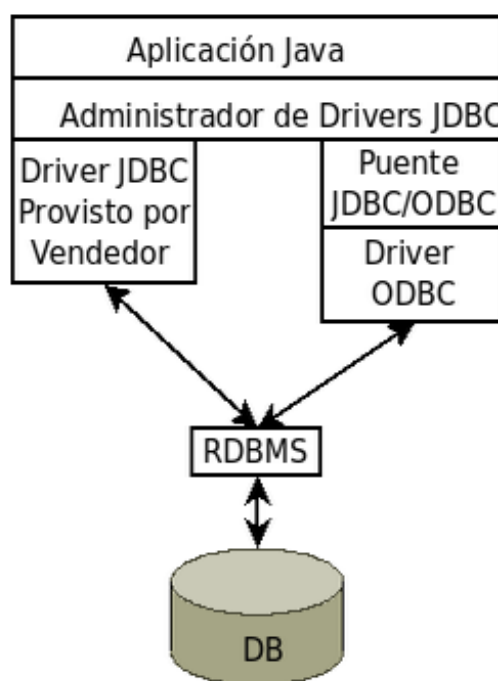 Aplicación Java
Administrador de Drivers JDBC
Driver JDBC
Provisto por
Vendedor
Puente
JDBC/ODBC
Driver
ODBC
RDBMS
DB